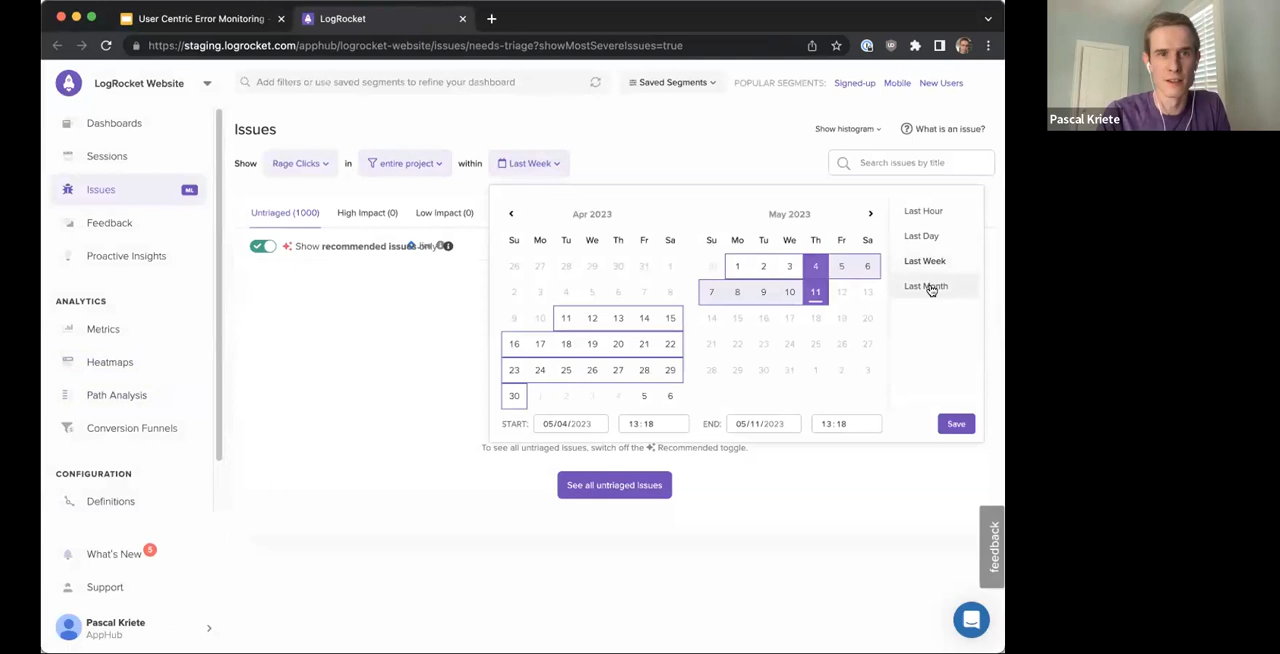 User Centric Error Monitoring
LogRocket
https://staging.logrocket.com/apphub/logrocket-website/issues/needs-triage?showMostSevereIssues=true
Pascal Kriete
LogRocket Website
Add filters or use saved segments to refine your dashboard
Saved Segments
POPULAR SEGMENTS: Signed-up Mobile New Users
Dashboards
Sessions
Issues ML
Feedback
Proactive Insights
ANALYTICS
Metrics
Heatmaps
Path Analysis
Conversion Funnels
CONFIGURATION
Definitions
What's New 5
Support
Pascal Kriete
AppHub
Issues
Show histogram
What is an issue?
Show Rage Clicks in entire project within Last Week
Search issues by title
Untriaged (1000) High Impact (0) Low Impact (0)
Show recommended issues only
Apr 2023
Su Mo Tu We Th Fr Sa
26 27 28 29 30 31 1
2 3 4 5 6 7 8
9 10 11 12 13 14 15
16 17 18 19 20 21 22
23 24 25 26 27 28 29
30 1 2 3 4 5 6
May 2023
Su Mo Tu We Th Fr Sa
30 1 2 3 4 5 6
7 8 9 10 11 12 13
14 15 16 17 18 19 20
21 22 23 24 25 26 27
28 29 30 31 1 2 3
Last Hour
Last Day
Last Week
Last Month
START: 05/04/2023 13:18 END: 05/11/2023 13:18 Save
To see all untriaged issues, switch off the Recommended toggle.
See all untriaged issues
feedback